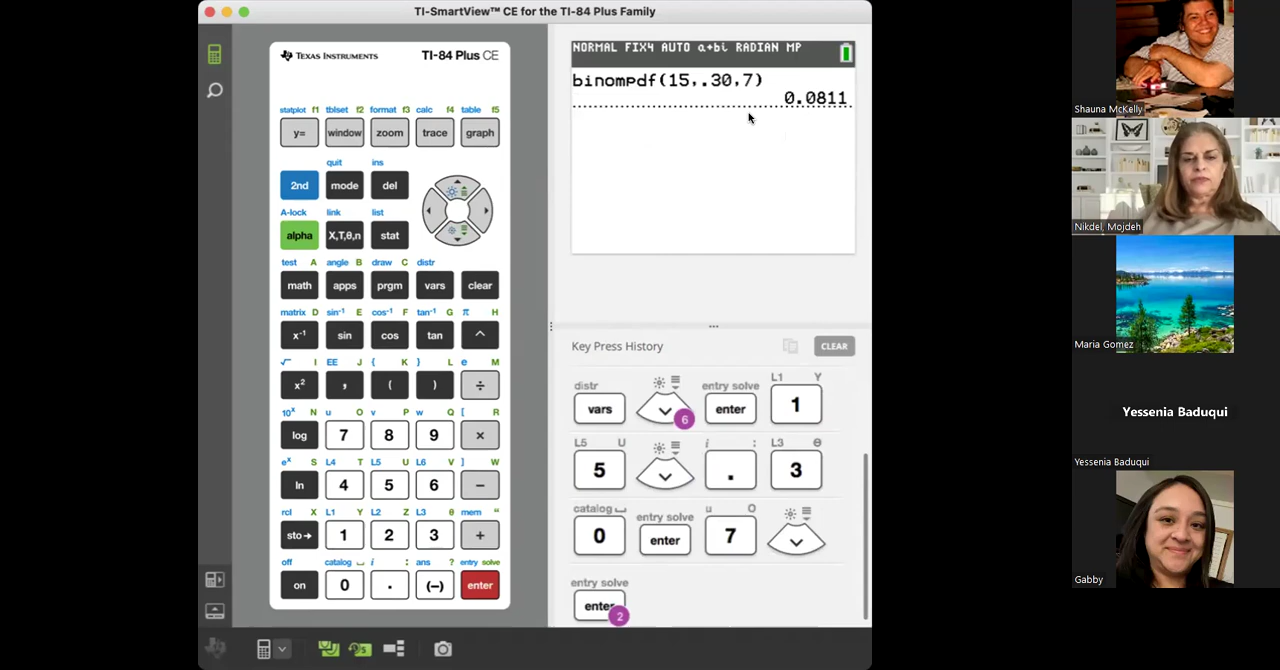 TI-SmartView™ CE for the TI-84 Plus Family
TEXAS INSTRUMENTS TI-84 Plus CE
statplot f1 tblset f2 format f3 calc f4 table f5
y= window zoom trace graph
quit ins
2nd mode del
A-lock link list
alpha X,T,θ,n stat
test A angle B draw C distr
math apps prgm vars clear
matrix D sin⁻¹ E cos⁻¹ F tan⁻¹ G π H
x⁻¹ sin cos tan ^
√ I EE J { K } L e M
x² , ( ) ÷
10ˣ N u O v P w Q [ R
log 7 8 9 ×
eˣ S L4 T L5 U L6 V ] W
ln 4 5 6 −
rcl X L1 Y L2 Z L3 θ mem "
sto→ 1 2 3 +
off catalog ⎵ i : ans ? entry solve
on 0 . (−) enter
NORMAL FIX4 AUTO a+bi RADIAN MP
binompdf(15,.30,7)
0.0811
Key Press History CLEAR
distr entry solve L1 Y
vars 6 enter 1
L5 U i : L3 θ
5 . 3
catalog ⎵ entry solve u O
0 enter 7
entry solve
enter 2
Shauna McKelly
Nikdel, Mojdeh
Maria Gomez
Yessenia Baduqui
Yessenia Baduqui
Gabby